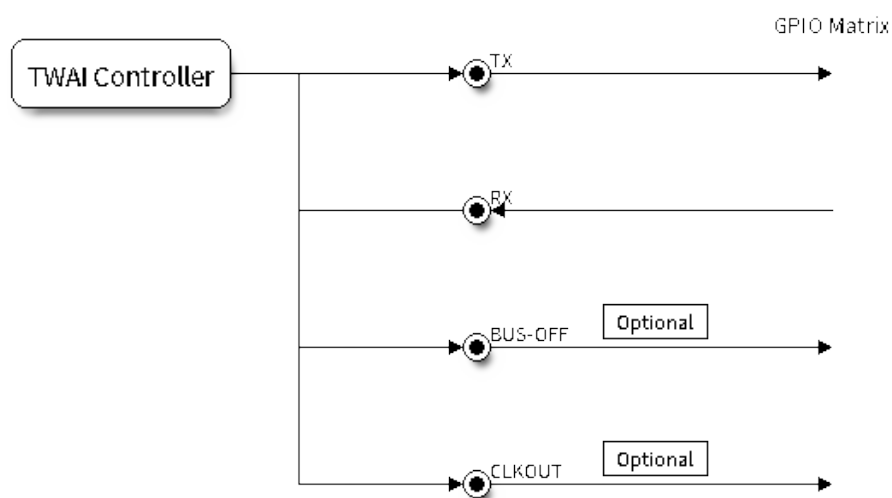 GPIO Matrix
TWAI Controller
TX
RX
BUS-OFF
Optional
CLKOUT
Optional